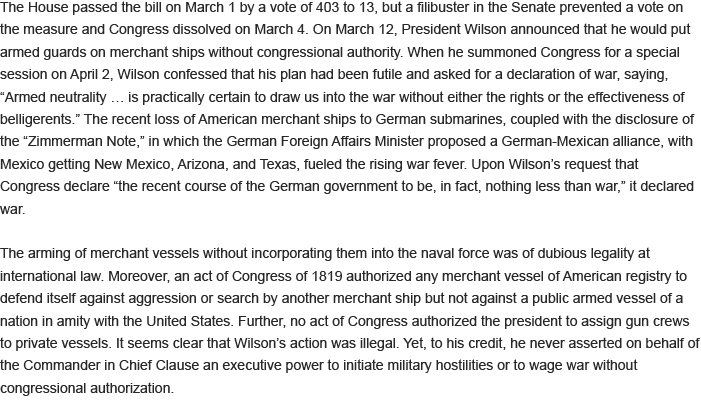 The House passed the bill on March 1 by a vote of 403 to 13, but a filibuster in the Senate prevented a vote on
the measure and Congress dissolved on March 4. On March 12, President Wilson announced that he would put
armed guards on merchant ships without congressional authority. When he summoned Congress for a special
session on April 2, Wilson confessed that his plan had been futile and asked for a declaration of war, saying,
“Armed neutrality … is practically certain to draw us into the war without either the rights or the effectiveness of
belligerents.” The recent loss of American merchant ships to German submarines, coupled with the disclosure of
the “Zimmerman Note,” in which the German Foreign Affairs Minister proposed a German-Mexican alliance, with
Mexico getting New Mexico, Arizona, and Texas, fueled the rising war fever. Upon Wilson’s request that
Congress declare “the recent course of the German government to be, in fact, nothing less than war,” it declared
war.

The arming of merchant vessels without incorporating them into the naval force was of dubious legality at
international law. Moreover, an act of Congress of 1819 authorized any merchant vessel of American registry to
defend itself against aggression or search by another merchant ship but not against a public armed vessel of a
nation in amity with the United States. Further, no act of Congress authorized the president to assign gun crews
to private vessels. It seems clear that Wilson’s action was illegal. Yet, to his credit, he never asserted on behalf of
the Commander in Chief Clause an executive power to initiate military hostilities or to wage war without
congressional authorization.